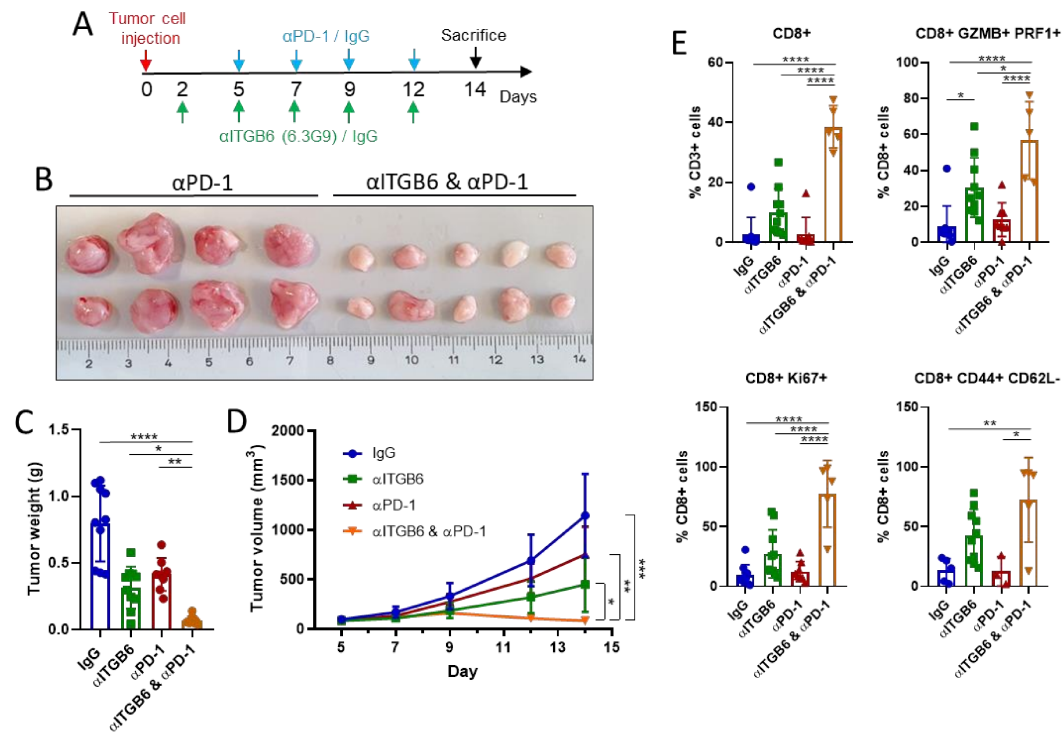 A
Tumor cell
injection
αPD-1 / IgG
Sacrifice
0 2 5 7 9 12 14 Days
αITGB6 (6.3G9) / IgG
B
αPD-1
αITGB6 & αPD-1
2 3 4 5 6 7 8 9 10 11 12 13 14
C
Tumor weight (g)
1.5
1.0
0.5
0.0
****
*
**
IgG
αITGB6
αPD-1
αITGB6 & αPD-1
D
Tumor volume (mm3)
2000
1500
1000
500
0
5 7 9 11 13 15
Day
IgG
αITGB6
αPD-1
αITGB6 & αPD-1
*
**
***
E
CD8+
% CD3+ cells
60
40
20
0
****
****
****
IgG
αITGB6
αPD-1
αITGB6 & αPD-1
CD8+ GZMB+ PRF1+
% CD8+ cells
100
80
60
40
20
0
****
*
****
*
IgG
αITGB6
αPD-1
αITGB6 & αPD-1
CD8+ Ki67+
% CD8+ cells
150
100
50
0
****
****
****
IgG
αITGB6
αPD-1
αITGB6 & αPD-1
CD8+ CD44+ CD62L-
% CD8+ cells
150
100
50
0
**
*
IgG
αITGB6
αPD-1
αITGB6 & αPD-1